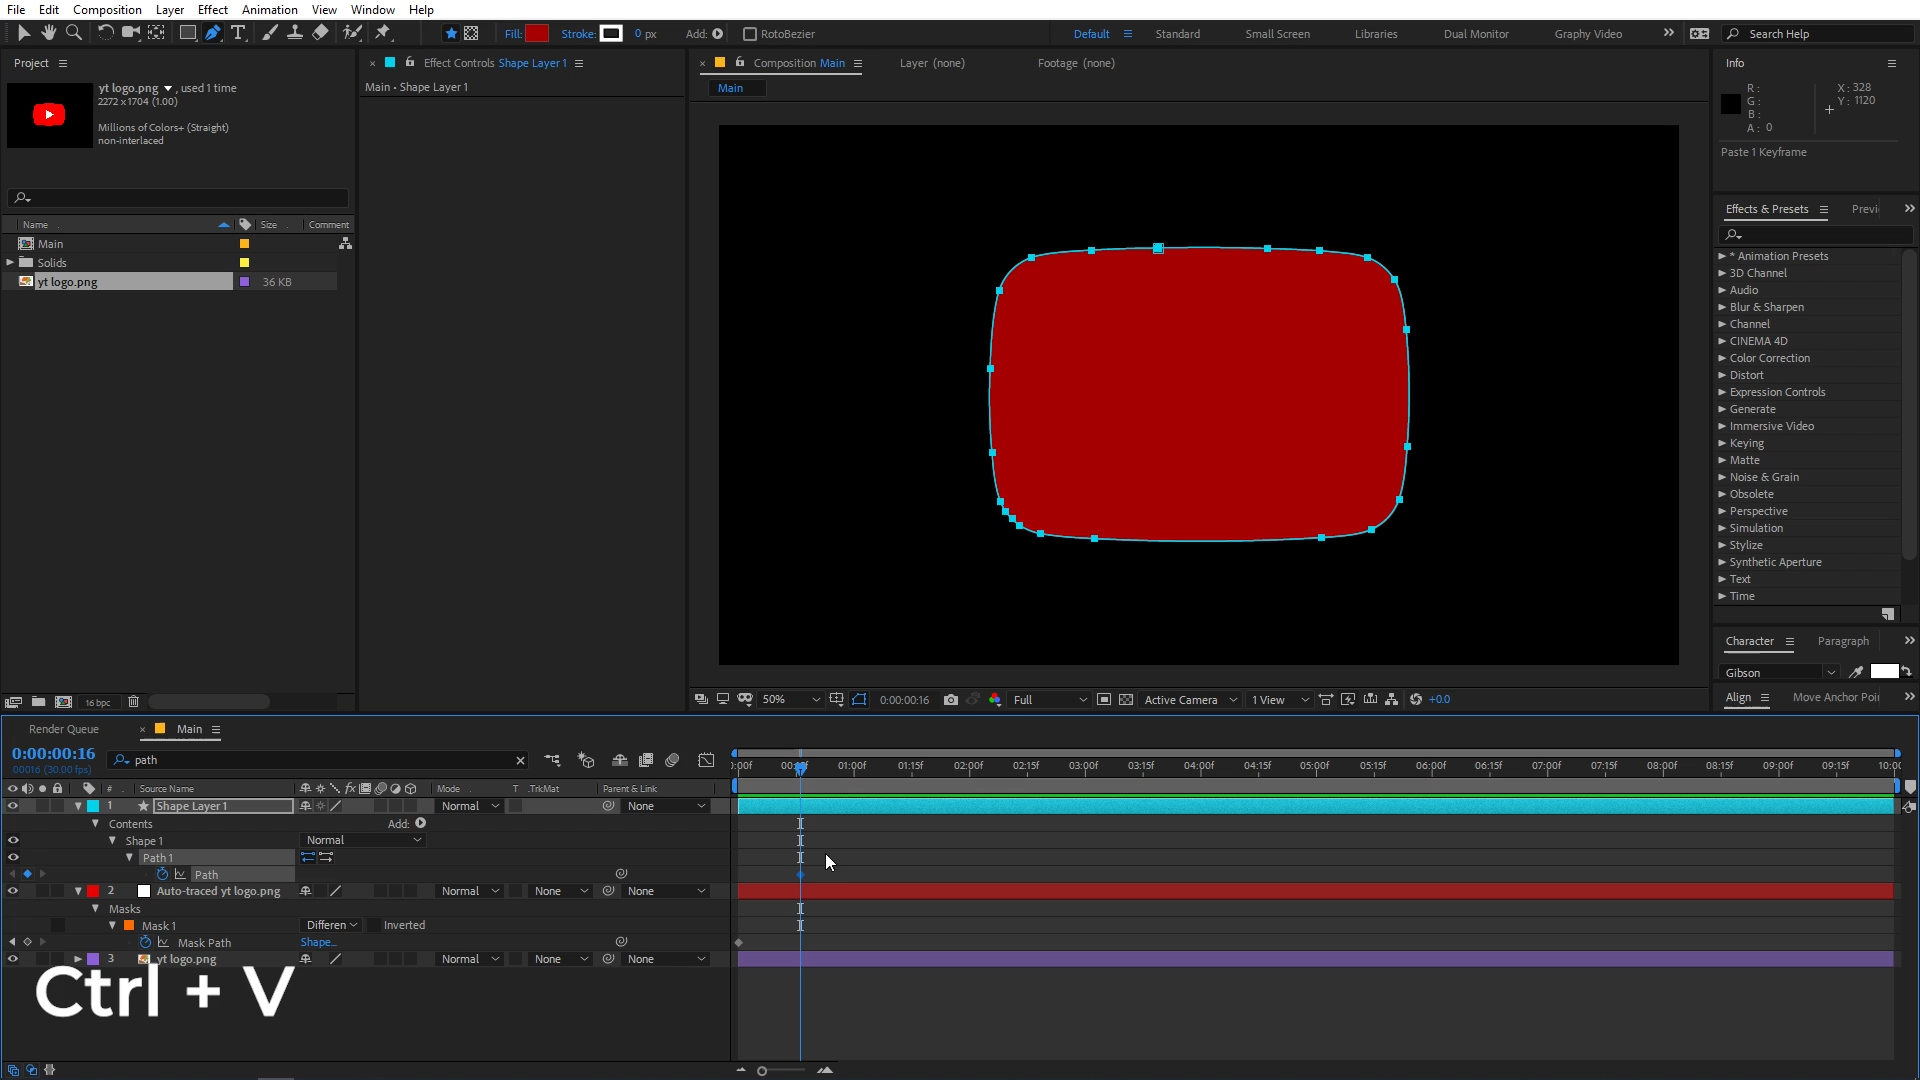 File Edit Composition Layer Effect Animation View Window Help
Fill: Stroke: 0 px Add: RotoBezier Default Standard Small Screen Libraries Dual Monitor Graphy Video Search Help
Project
yt logo.png , used 1 time
2272 x 1704 (1.00)
Millions of Colors+ (Straight)
non-interlaced
Name Size Comment
Main
Solids
yt logo.png 36 KB
16 bpc
Effect Controls Shape Layer 1
Main • Shape Layer 1
Composition Main Layer (none) Footage (none)
Main
50% 0:00:00:16 Full Active Camera 1 View +0.0
Info
R:
G:
B:
A: 0
X: 328
Y: 1120
Paste 1 Keyframe
Effects & Presets Previ
* Animation Presets
3D Channel
Audio
Blur & Sharpen
Channel
CINEMA 4D
Color Correction
Distort
Expression Controls
Generate
Immersive Video
Keying
Matte
Noise & Grain
Obsolete
Perspective
Simulation
Stylize
Synthetic Aperture
Text
Time
Character Paragraph
Gibson
Align Move Anchor Poi
Render Queue Main
0:00:00:16
00016 (30.00 fps)
path
:00f 01:00f 01:15f 02:00f 02:15f 03:00f 03:15f 04:00f 04:15f 05:00f 05:15f 06:00f 06:15f 07:00f 07:15f 08:00f 08:15f 09:00f 09:15f 10:00
# Source Name Mode T .TrkMat Parent & Link
1 Shape Layer 1 Normal None
Contents Add:
Shape 1 Normal
Path 1
Path
2 Auto-traced yt logo.png Normal None None
Masks
Mask 1 Differen Inverted
Mask Path Shape...
3 yt logo.png Normal None None
Ctrl + V